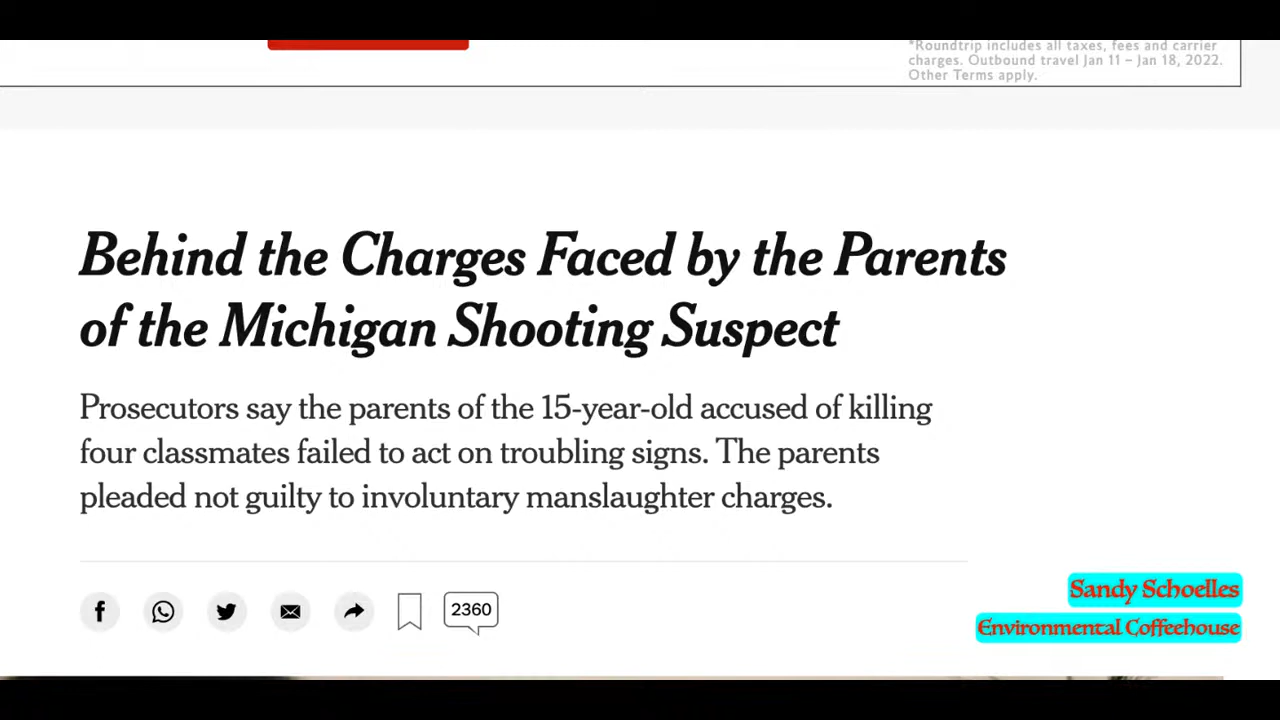 *Roundtrip includes all taxes, fees and carrier
charges. Outbound travel Jan 11 – Jan 18, 2022.
Other Terms apply.
Behind the Charges Faced by the Parents
of the Michigan Shooting Suspect
Prosecutors say the parents of the 15-year-old accused of killing
four classmates failed to act on troubling signs. The parents
pleaded not guilty to involuntary manslaughter charges.
2360
Sandy Schoelles
Environmental Coffeehouse